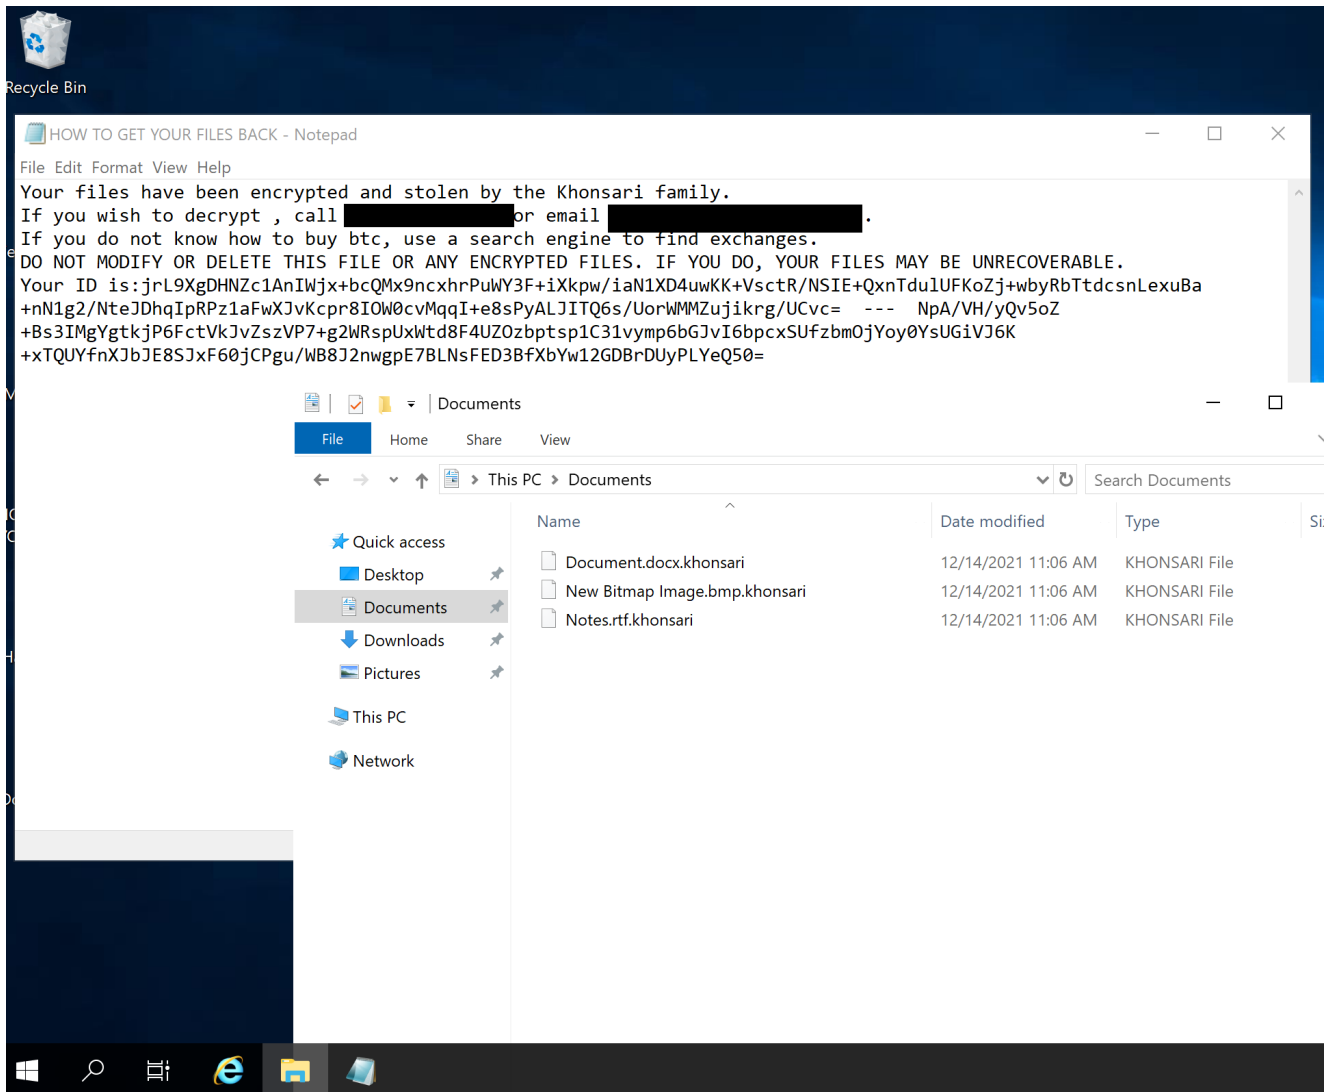 Recycle Bin
HOW TO GET YOUR FILES BACK - Notepad
File Edit Format View Help
Your files have been encrypted and stolen by the Khonsari family.
If you wish to decrypt , call or email .
If you do not know how to buy btc, use a search engine to find exchanges.
DO NOT MODIFY OR DELETE THIS FILE OR ANY ENCRYPTED FILES. IF YOU DO, YOUR FILES MAY BE UNRECOVERABLE.
Your ID is:jrL9XgDHNZc1AnIWjx+bcQMx9ncxhrPuWY3F+iXkpw/iaN1XD4uwKK+VsctR/NSIE+QxnTdulUFKoZj+wbyRbTtdcsnLexuBa
+nN1g2/NteJDhqIpRPz1aFwXJvKcpr8IOW0cvMqqI+e8sPyALJITQ6s/UorWMMZujikrg/UCvc= --- NpA/VH/yQv5oZ
+Bs3IMgYgtkjP6FctVkJvZszVP7+g2WRspUxWtd8F4UZOzbptsp1C31vymp6bGJvI6bpcxSUfzbmOjYoy0YsUGiVJ6K
+xTQUYfnXJbJE8SJxF60jCPgu/WB8J2nwgpE7BLNsFED3BfXbYw12GDBrDUyPLYeQ50=
Documents
File Home Share View
This PC Documents
Search Documents
Name Date modified Type
Quick access
Desktop
Documents
Downloads
Pictures
This PC
Network
Document.docx.khonsari 12/14/2021 11:06 AM KHONSARI File
New Bitmap Image.bmp.khonsari 12/14/2021 11:06 AM KHONSARI File
Notes.rtf.khonsari 12/14/2021 11:06 AM KHONSARI File